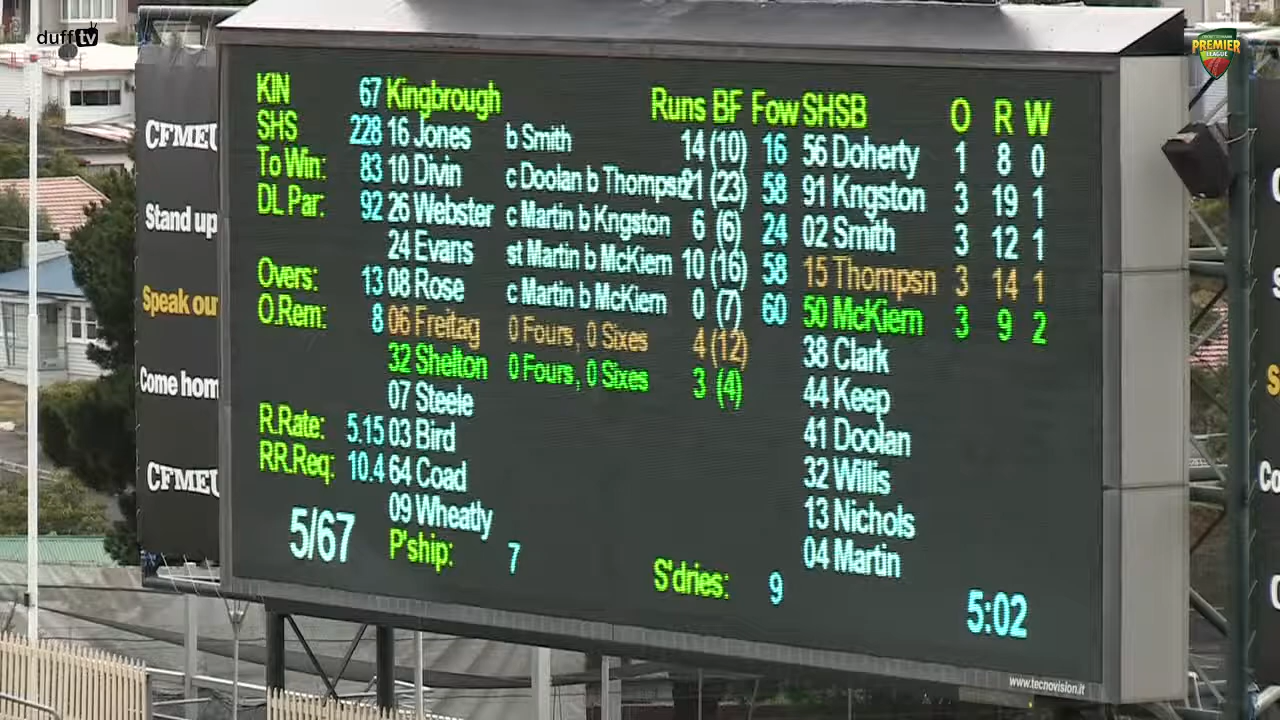 dufftv
CRICKET TASMANIA PREMIER LEAGUE
CFMEU
Stand up
Speak out
Come hom
CFMEU
KIN 67 Kingbrough Runs BF Fow SHSB O R W
SHS 228 16 Jones b Smith 14 (10) 16 56 Doherty 1 8 0
To Win: 83 10 Divin c Doolan b Thompsn 21 (23) 58 91 Kngston 3 19 1
DL Par: 92 26 Webster c Martin b Kngston 6 (6) 24 02 Smith 3 12 1
24 Evans st Martin b McKiern 10 (16) 58 15 Thompsn 3 14 1
Overs: 13 08 Rose c Martin b McKiern 0 (7) 60 50 McKiern 3 9 2
O.Rem: 8 06 Freitag 0 Fours, 0 Sixes 4 (12) 38 Clark
32 Shelton 0 Fours, 0 Sixes 3 (4) 44 Keep
07 Steele 41 Doolan
R.Rate: 5.15 03 Bird 32 Willis
RR.Req: 10.4 64 Coad 13 Nichols
09 Wheatly 04 Martin
5/67 P'ship: 7 S'dries: 9 5:02
www.tecnovision.it